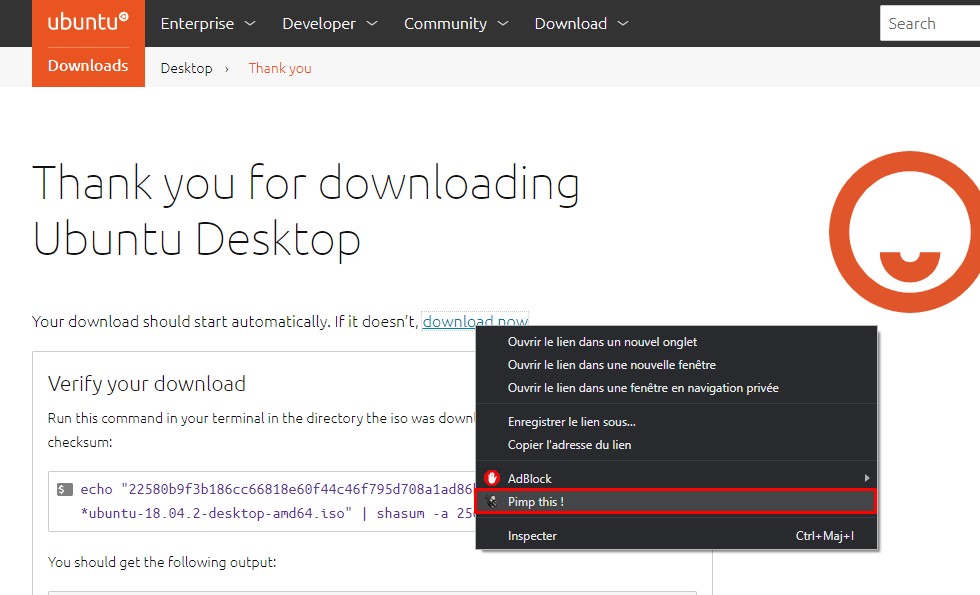 ubuntu Enterprise Developer Community Download Search
Downloads Desktop › Thank you
Thank you for downloading
Ubuntu Desktop
Your download should start automatically. If it doesn't, download now
Verify your download
Run this command in your terminal in the directory the iso was
checksum:
$ echo "22580b9f3b186cc66818e60f44c46f795d708a1ad86
*ubuntu-18.04.2-desktop-amd64.iso" | shasum -a
You should get the following output:
Ouvrir le lien dans un nouvel onglet
Ouvrir le lien dans une nouvelle fenêtre
Ouvrir le lien dans une fenêtre en navigation privée
Enregistrer le lien sous...
Copier l'adresse du lien
AdBlock
Pimp this !
Inspecter Ctrl+Maj+I